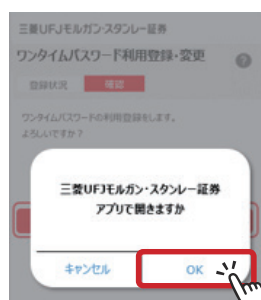 三菱UFJモルガン・スタンレー証券
ワンタイムパスワード利用登録・変更 ?
登録状況 確認
ワンタイムパスワードの利用登録をします。
よろしいですか？
三菱UFJモルガン・スタンレー証券
アプリで開きますか
キャンセル OK